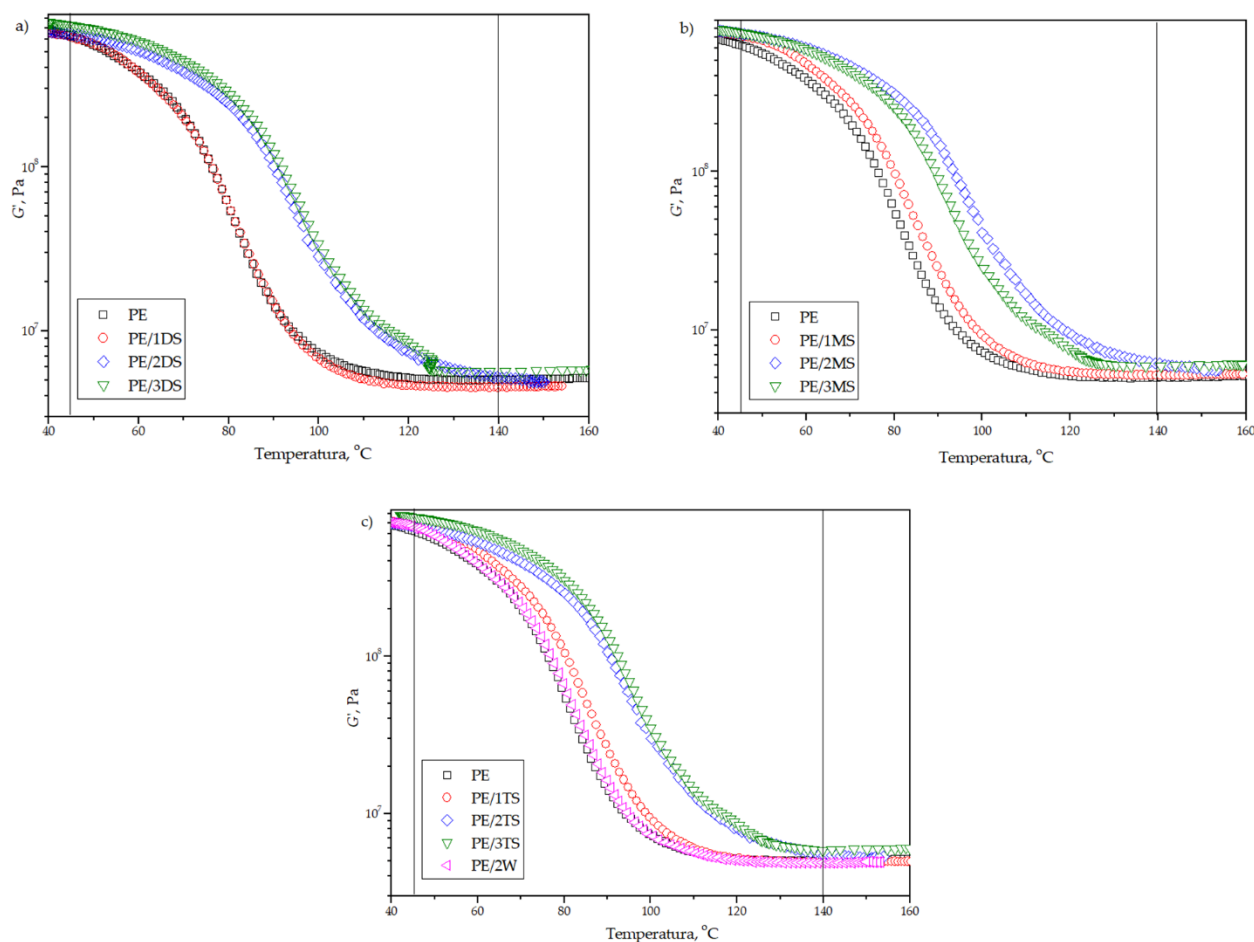 a)
G', Pa
10⁸
10⁷
PE
PE/1DS
PE/2DS
PE/3DS
40 60 80 100 120 140 160
Temperatura, °C
b)
G', Pa
10⁸
10⁷
PE
PE/1MS
PE/2MS
PE/3MS
40 60 80 100 120 140 160
Temperatura, °C
c)
G', Pa
10⁸
10⁷
PE
PE/1TS
PE/2TS
PE/3TS
PE/2W
40 60 80 100 120 140 160
Temperatura, °C